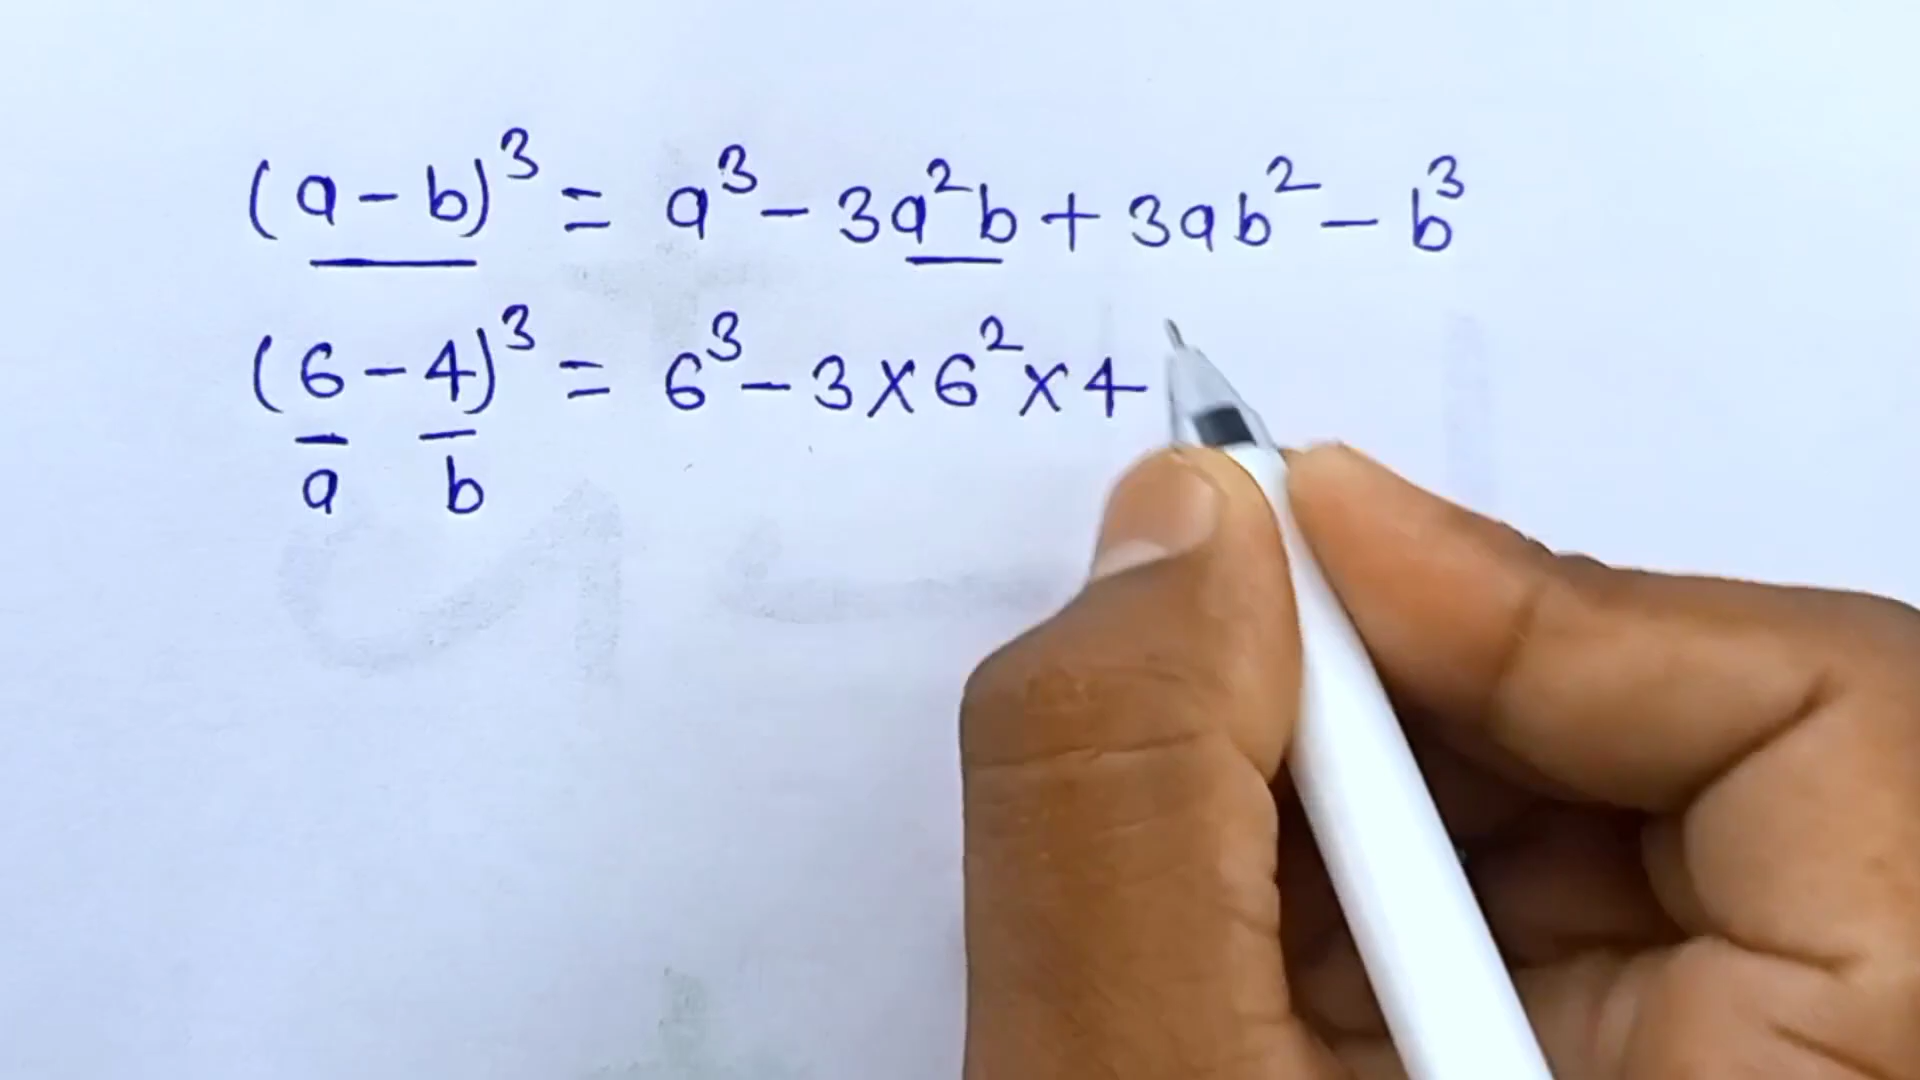 (a - b)³ = a³ - 3a²b + 3ab² - b³
(6 - 4)³ = 6³ - 3 × 6² × 4
a b